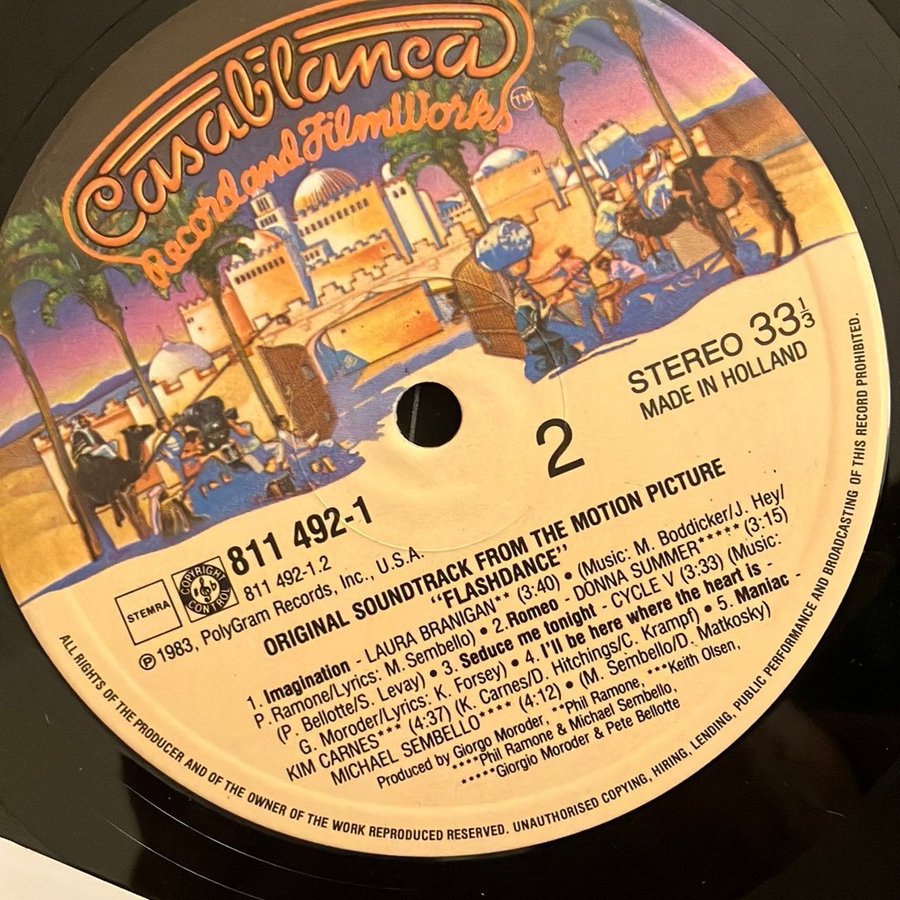 Casablanca
Record and FilmWorks TM
STEREO 33 1/3
MADE IN HOLLAND
2
811 492-1
811 492-1.2
STEMRA
COPYRIGHT CONTROL
℗ 1983, PolyGram Records, Inc., U.S.A.
ORIGINAL SOUNDTRACK FROM THE MOTION PICTURE
“FLASHDANCE”
1. Imagination - LAURA BRANIGAN** (3:40) • (Music: M. Boddicker/J. Hey/
P. Ramone/Lyrics: M. Sembello) • 2. Romeo - DONNA SUMMER***** (3:15)
(P. Bellotte/S. Levay) • 3. Seduce me tonight - CYCLE V (3:33) (Music:
G. Moroder/Lyrics: K. Forsey) • 4. I'll be here where the heart is -
KIM CARNES*** (4:37) (K. Carnes/D. Hitchings/C. Krampf) • 5. Maniac -
MICHAEL SEMBELLO**** (4:12) • (M. Sembello/D. Matkosky)
Produced by Giorgo Moroder, **Phil Ramone, ***Keith Olsen,
****Phil Ramone & Michael Sembello,
*****Giorgio Moroder & Pete Bellotte
ALL RIGHTS OF THE PRODUCER AND OF THE OWNER OF THE WORK REPRODUCED RESERVED. UNAUTHORISED COPYING, HIRING, LENDING, PUBLIC PERFORMANCE AND BROADCASTING OF THIS RECORD PROHIBITED.